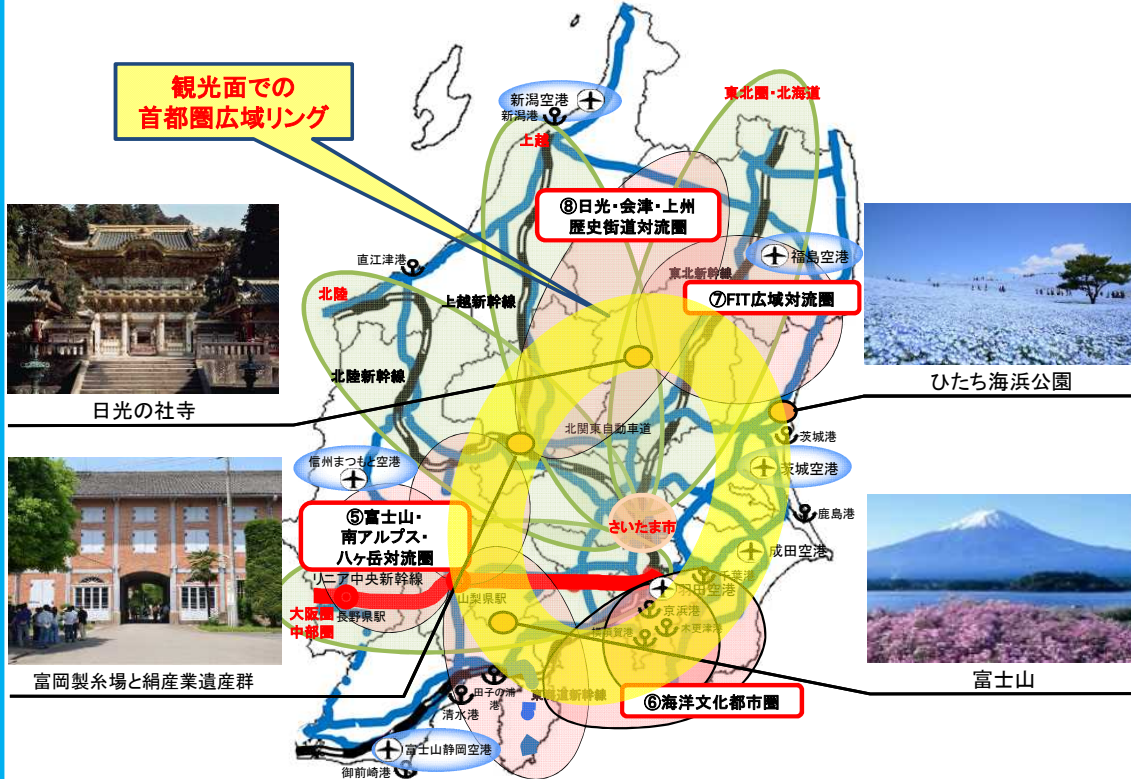 観光面での
首都圏広域リング
新潟空港
新潟港
上越
東北圏・北海道
⑧日光・会津・上州
歴史街道対流圏
直江津港
東北新幹線
福島空港
北陸
上越新幹線
⑦FIT広域対流圏
北陸新幹線
日光の社寺
ひたち海浜公園
北関東自動車道
茨城港
信州まつもと空港
茨城空港
⑤富士山・
南アルプス・
八ヶ岳対流圏
さいたま市
鹿島港
成田空港
リニア中央新幹線
山梨県駅
千葉港
羽田空港
大阪圏
中部圏
長野県駅
京浜港
横須賀港
木更津港
富岡製糸場と絹産業遺産群
富士山
田子の浦
港
東海道新幹線
清水港
⑥海洋文化都市圏
富士山静岡空港
御前崎港